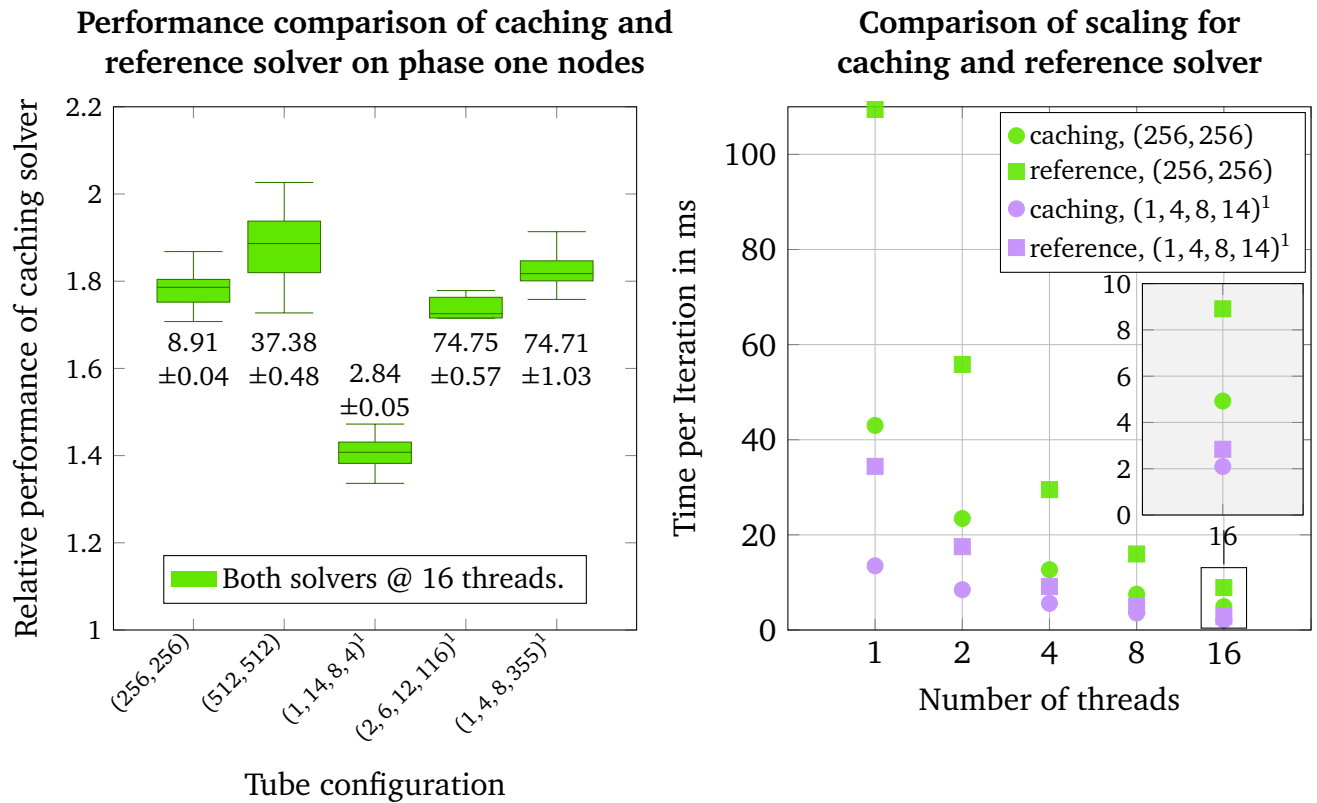 Performance comparison of caching and
reference solver on phase one nodes
Relative performance of caching solver
2.2
2
1.8
1.6
1.4
1.2
1
8.91
±0.04
37.38
±0.48
2.84
±0.05
74.75
±0.57
74.71
±1.03
Both solvers @ 16 threads.
(256, 256)
(512, 512)
(1, 14, 8, 4)¹
(2, 6, 12, 116)¹
(1, 4, 8, 355)¹
Tube configuration
Comparison of scaling for
caching and reference solver
Time per Iteration in ms
100
80
60
40
20
0
caching, (256, 256)
reference, (256, 256)
caching, (1, 4, 8, 14)¹
reference, (1, 4, 8, 14)¹
10
8
6
4
2
0
16
1 2 4 8 16
Number of threads